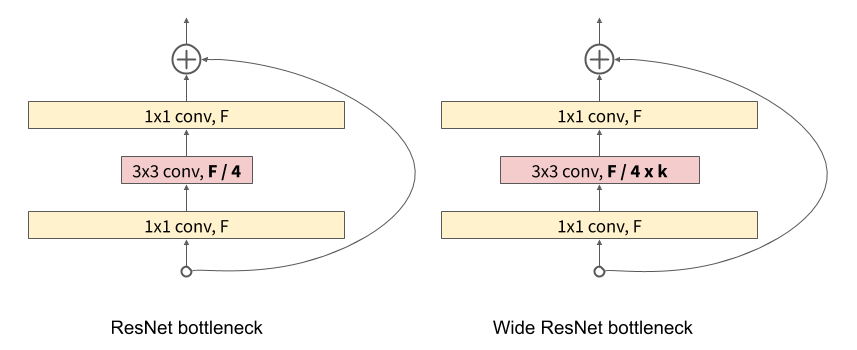 1x1 conv, F
3x3 conv, F / 4
1x1 conv, F
ResNet bottleneck
1x1 conv, F
3x3 conv, F / 4 x k
1x1 conv, F
Wide ResNet bottleneck